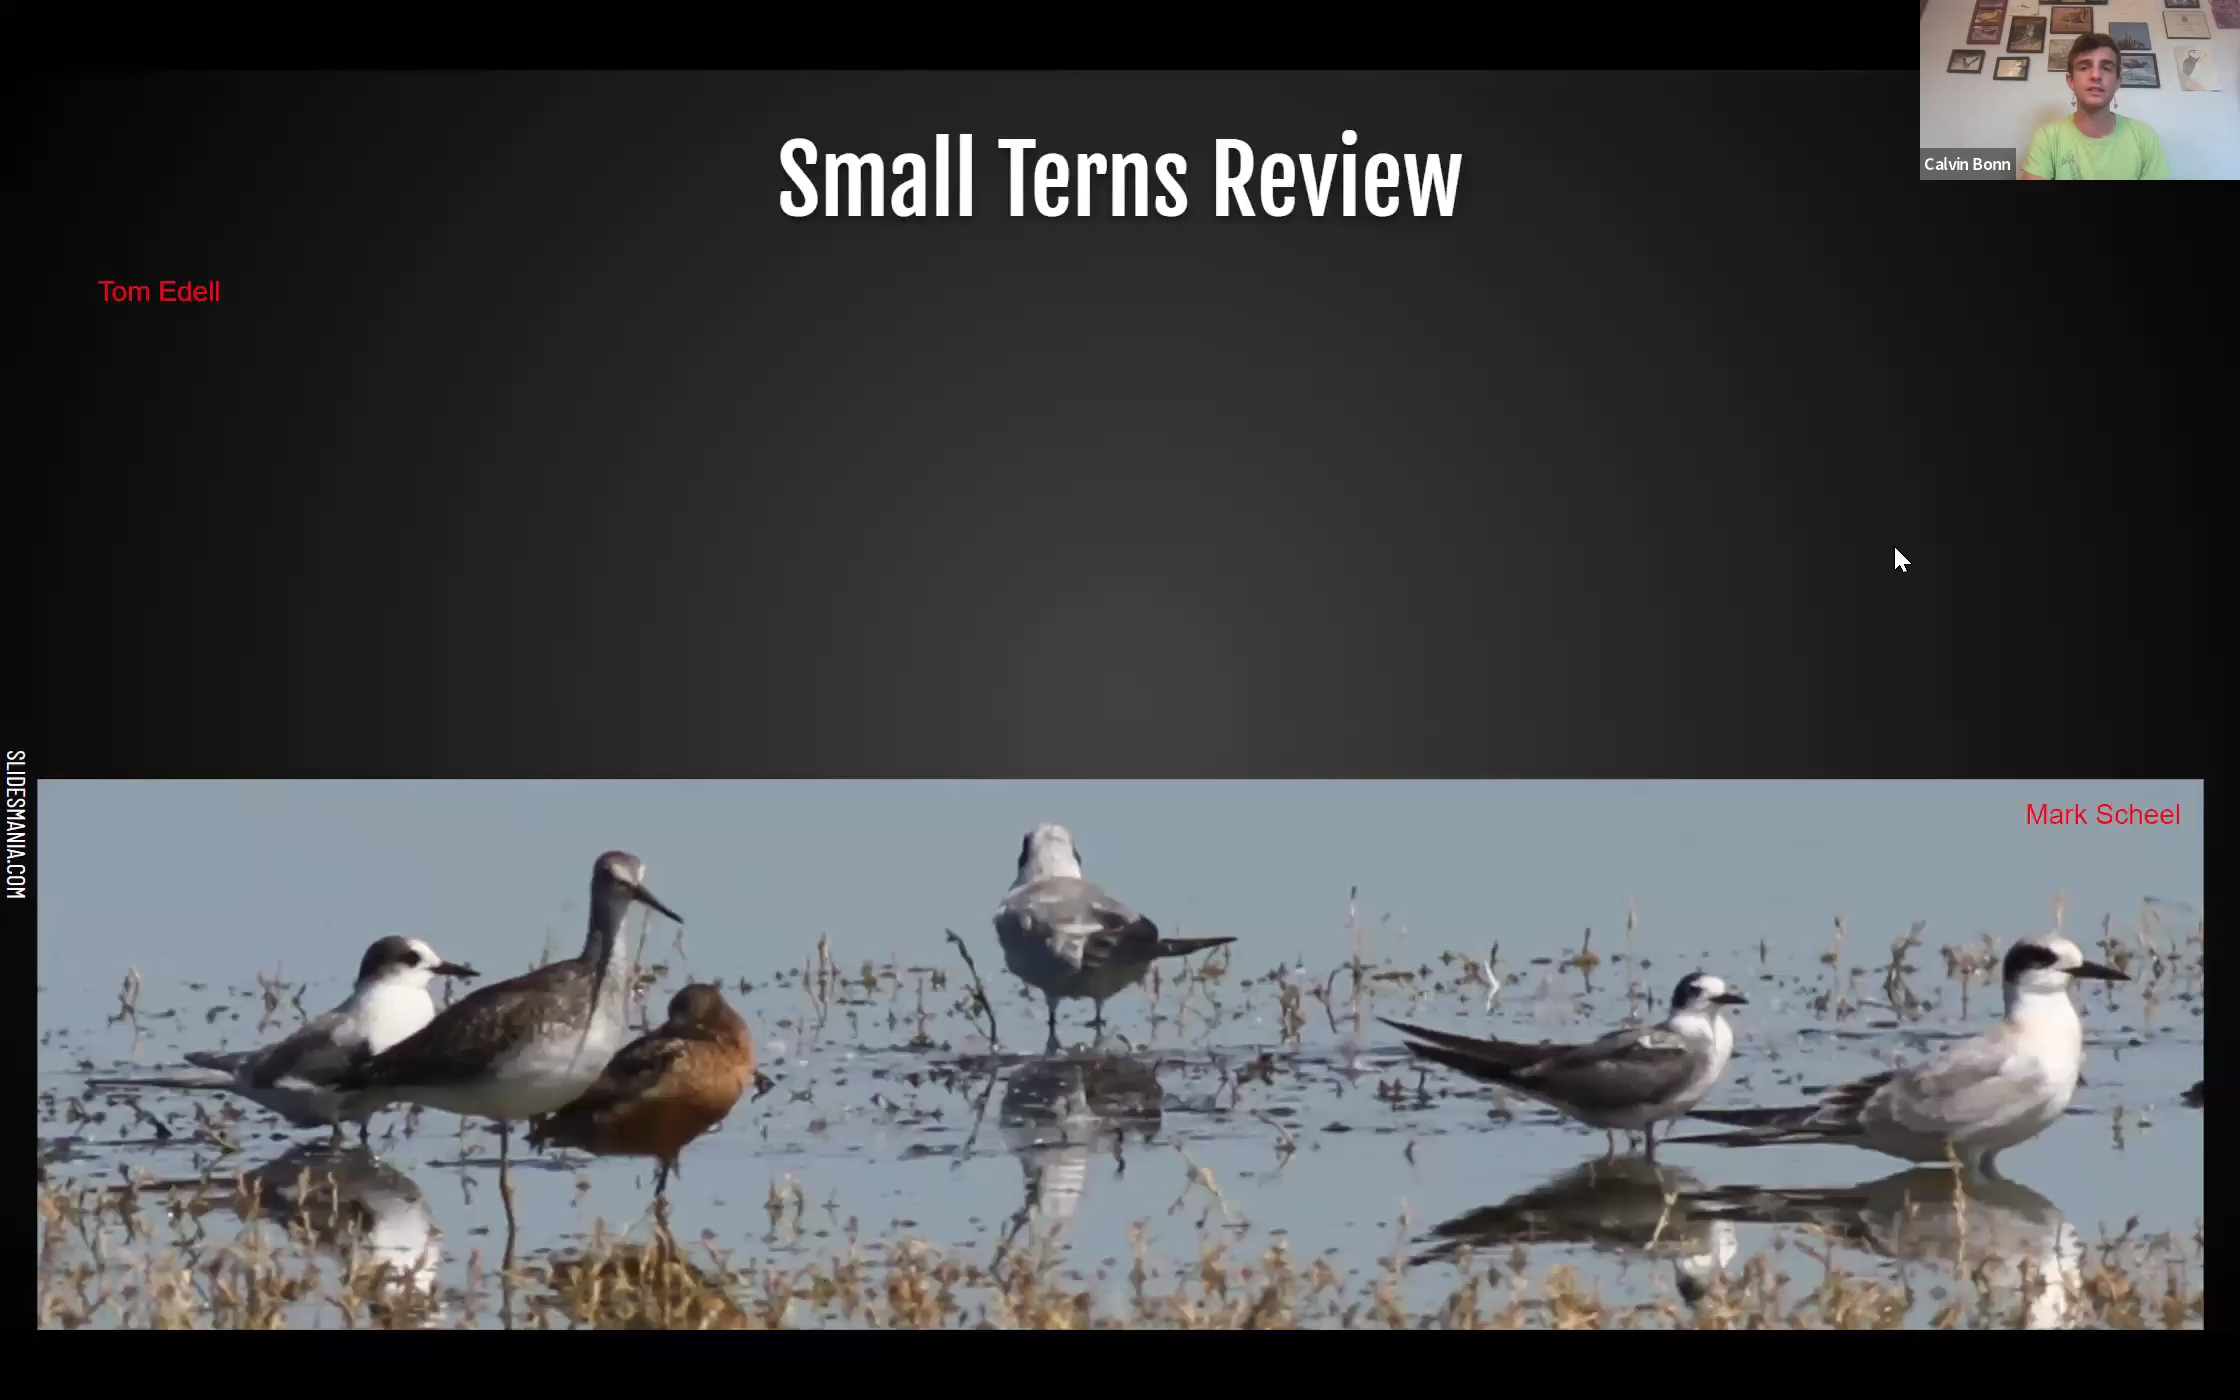 Small Terns Review
Calvin Bonn
Tom Edell
SLIDESMANIA.COM
Mark Scheel